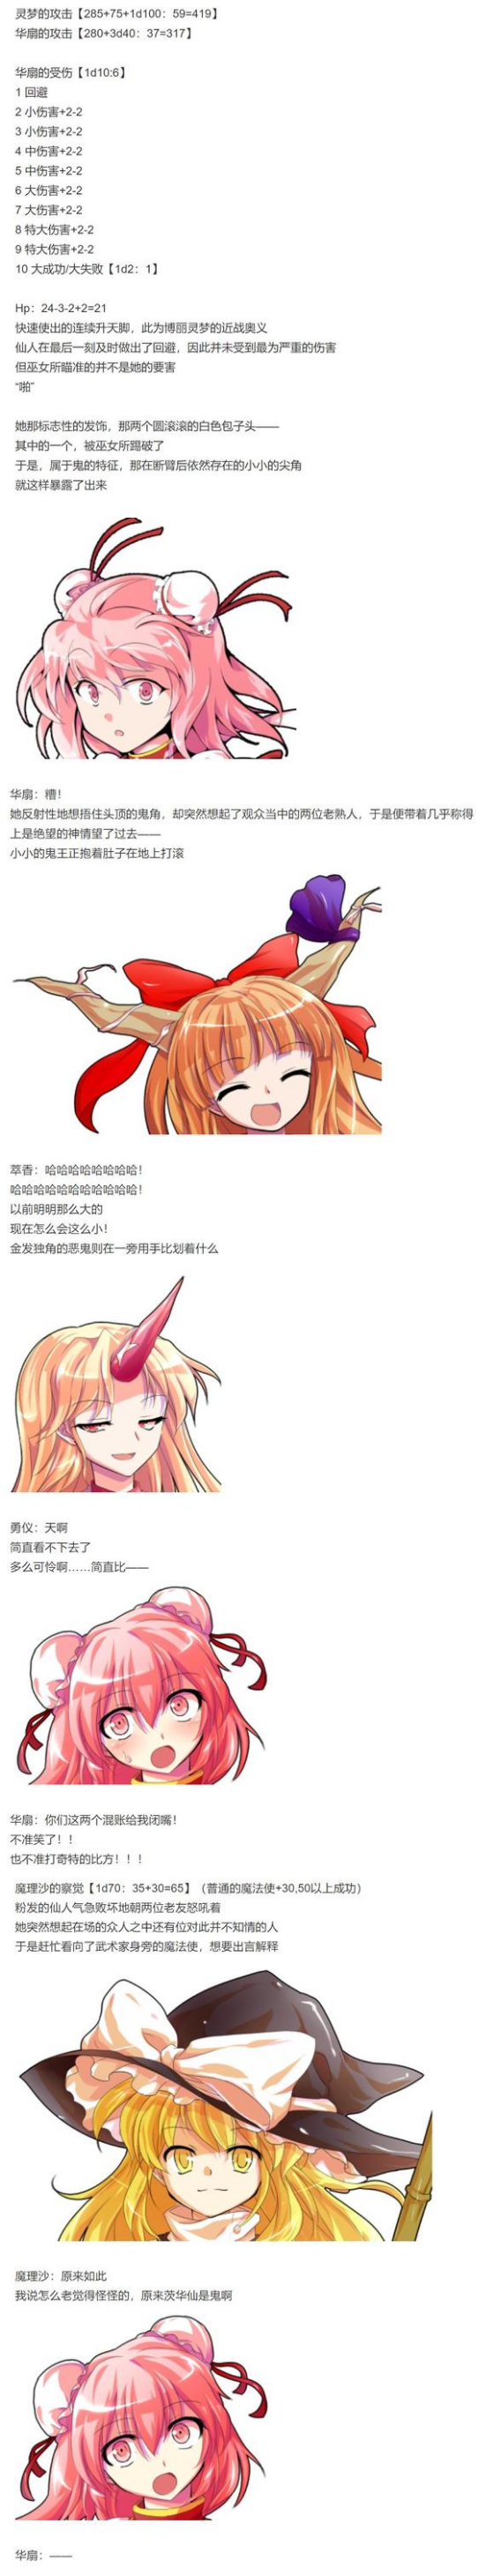 灵梦的攻击【285+75+1d100：59=419】
华扇的攻击【280+3d40：37=317】
华扇的受伤【1d10:6】
1 回避
2 小伤害+2-2
3 小伤害+2-2
4 中伤害+2-2
5 中伤害+2-2
6 大伤害+2-2
7 大伤害+2-2
8 特大伤害+2-2
9 特大伤害+2-2
10 大成功/大失败【1d2：1】
Hp：24-3-2+2=21
快速使出的连续升天脚，此为博丽灵梦的近战奥义
仙人在最后一刻及时做出了回避，因此并未受到最为严重的伤害
但巫女所瞄准的并不是她的要害
“啪”
她那标志性的发饰，那两个圆滚滚的白色包子头——
其中的一个，被巫女所踢破了
于是，属于鬼的特征，那在断臂后依然存在的小小的尖角
就这样暴露了出来
华扇：糟！
她反射性地想捂住头顶的鬼角，却突然想起了观众当中的两位老熟人，于是便带着几乎称得
上是绝望的神情望了过去——
小小的鬼王正抱着肚子在地上打滚
萃香：哈哈哈哈哈哈哈哈！
哈哈哈哈哈哈哈哈哈哈哈！
以前明明那么大的
现在怎么会这么小！
金发独角的恶鬼则在一旁用手比划着什么
勇仪：天啊
简直看不下去了
多么可怜啊……简直比——
华扇：你们这两个混账给我闭嘴！
不准笑了！！
也不准打奇特的比方！！！
魔理沙的察觉【1d70：35+30=65】（普通的魔法使+30,50以上成功）
粉发的仙人气急败坏地朝两位老友怒吼着
她突然想起在场的众人之中还有位对此并不知情的人
于是赶忙看向了武术家身旁的魔法使，想要出言解释
魔理沙：原来如此
我说怎么老觉得怪怪的，原来茨华仙是鬼啊
华扇：——